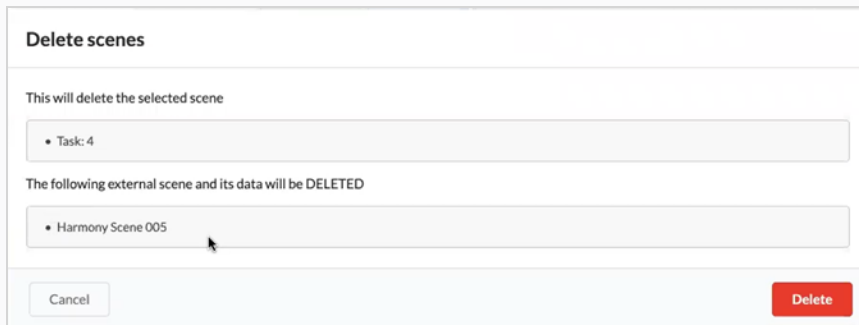 Delete scenes
This will delete the selected scene
• Task: 4
The following external scene and its data will be DELETED
• Harmony Scene 005
Cancel
Delete